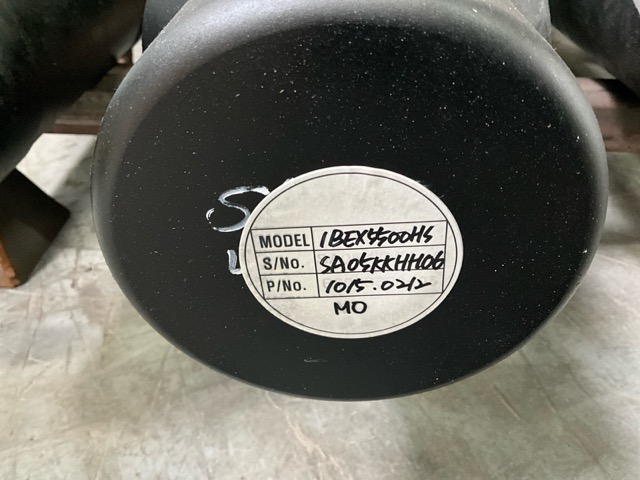 S
MODEL IBEX5500HS
S/No. SA05KKHH06
P/No. 1015.0212
MO